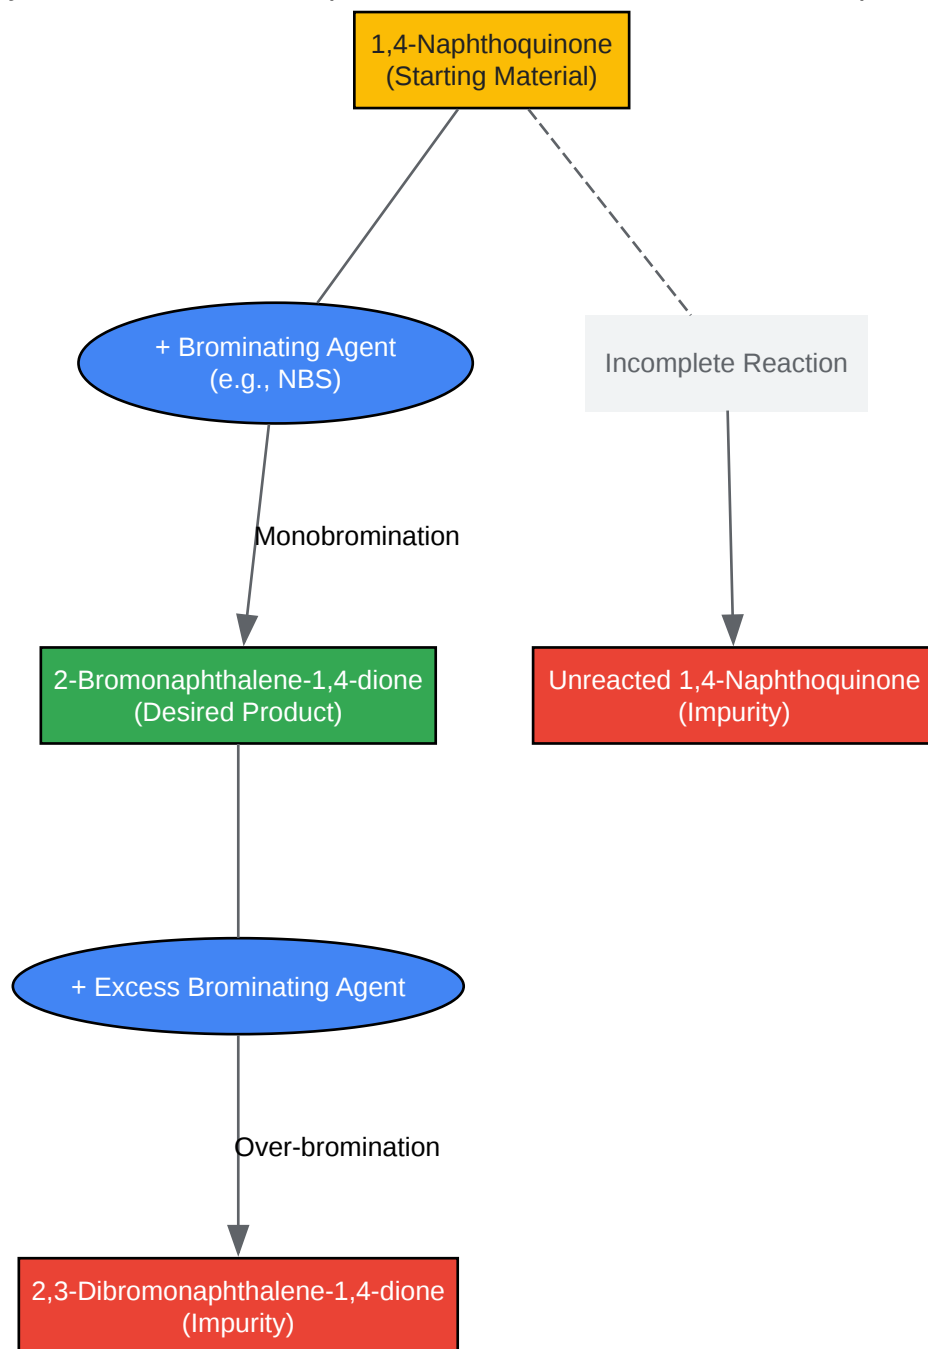 1,4-Naphthoquinone
(Starting Material)
+ Brominating Agent
(e.g., NBS)
Incomplete Reaction
Monobromination
2-Bromonaphthalene-1,4-dione
(Desired Product)
Unreacted 1,4-Naphthoquinone
(Impurity)
+ Excess Brominating Agent
Over-bromination
2,3-Dibromonaphthalene-1,4-dione
(Impurity)